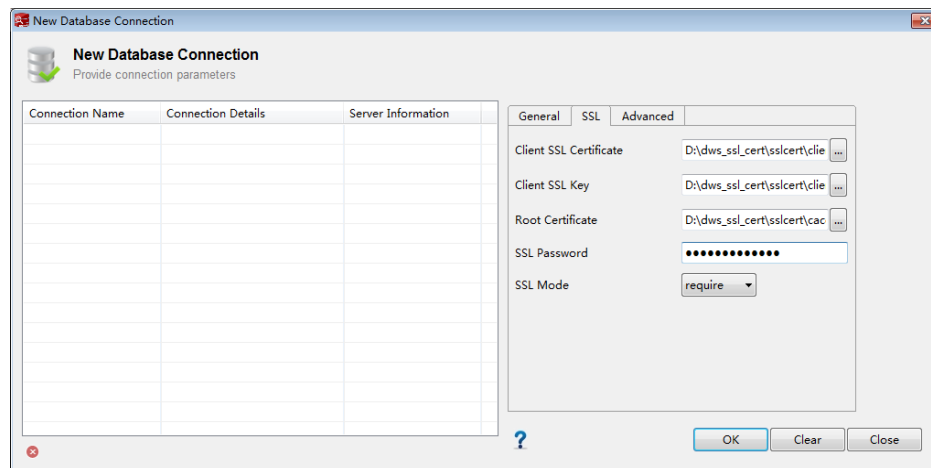 New Database Connection
New Database Connection
Provide connection parameters
Connection Name Connection Details Server Information
General SSL Advanced
Client SSL Certificate D:\dws_ssl_cert\sslcert\clie ...
Client SSL Key D:\dws_ssl_cert\sslcert\clie ...
Root Certificate D:\dws_ssl_cert\sslcert\cac ...
SSL Password ●●●●●●●●●●●●●
SSL Mode require
? OK Clear Close